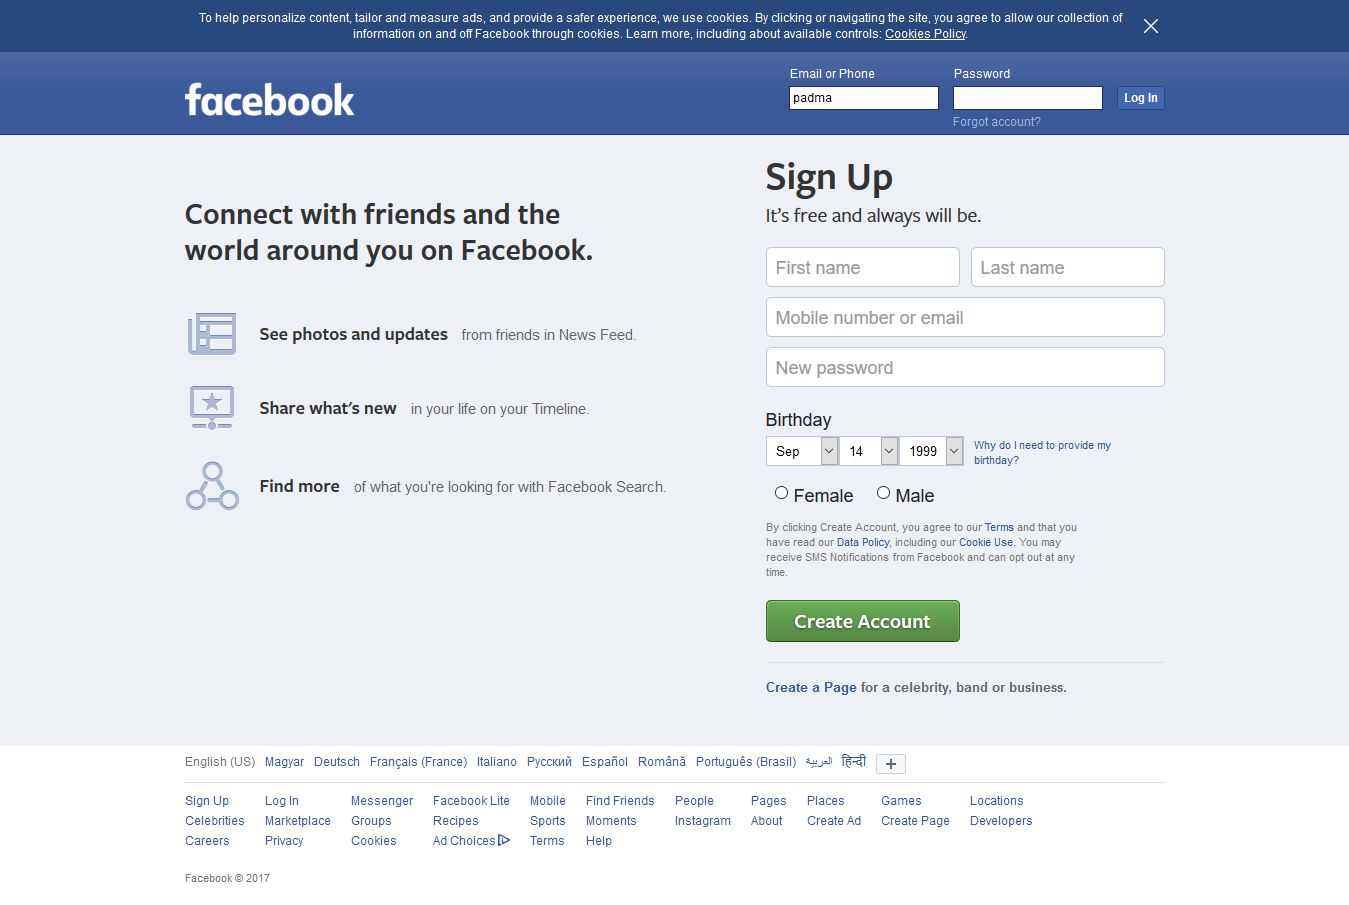 To help personalize content, tailor and measure ads, and provide a safer experience, we use cookies. By clicking or navigating the site, you agree to allow our collection of
information on and off Facebook through cookies. Learn more, including about available controls: Cookies Policy.
facebook
Email or Phone
Password
padma
Log In
Forgot account?
Connect with friends and the
world around you on Facebook.
See photos and updates from friends in News Feed.
Share what's new in your life on your Timeline.
Find more of what you're looking for with Facebook Search.
Sign Up
It's free and always will be.
First name
Last name
Mobile number or email
New password
Birthday
Sep 14 1999
Why do I need to provide my
birthday?
Female Male
By clicking Create Account, you agree to our Terms and that you
have read our Data Policy, including our Cookie Use. You may
receive SMS Notifications from Facebook and can opt out at any
time.
Create Account
Create a Page for a celebrity, band or business.
English (US) Magyar Deutsch Français (France) Italiano Русский Español Română Português (Brasil) العربية हिन्दी +
Sign Up Log In Messenger Facebook Lite Mobile Find Friends People Pages Places Games Locations
Celebrities Marketplace Groups Recipes Sports Moments Instagram About Create Ad Create Page Developers
Careers Privacy Cookies Ad Choices Terms Help
Facebook © 2017